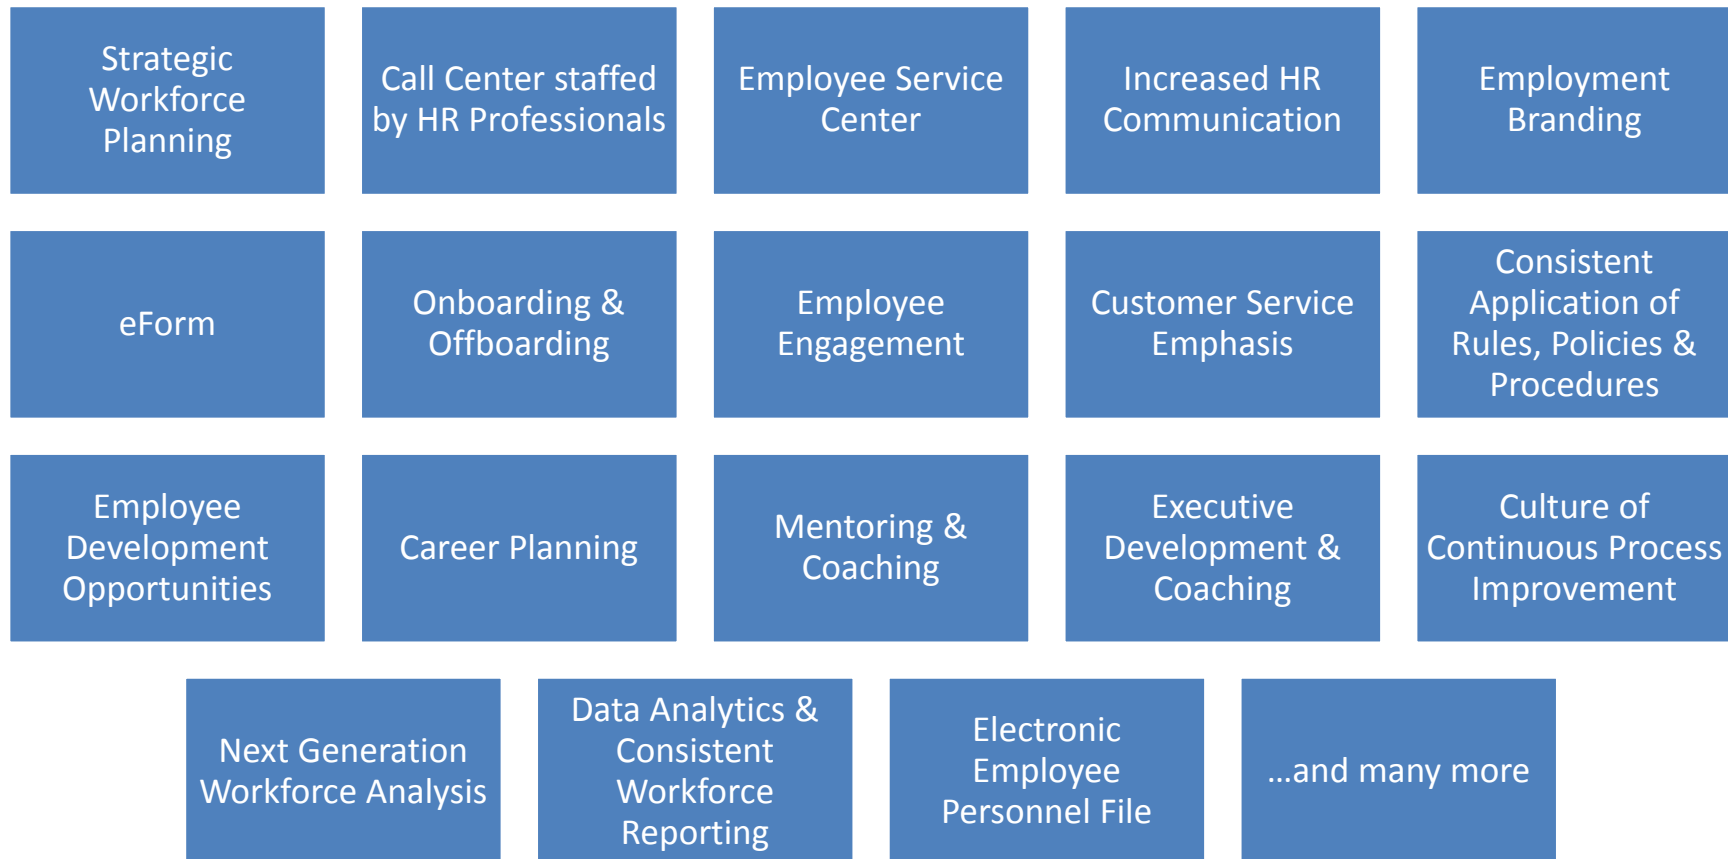 Strategic
Workforce
Planning
Call Center staffed
by HR Professionals
Employee Service
Center
Increased HR
Communication
Employment
Branding
eForm
Onboarding &
Offboarding
Employee
Engagement
Customer Service
Emphasis
Consistent
Application of
Rules, Policies &
Procedures
Employee
Development
Opportunities
Career Planning
Mentoring &
Coaching
Executive
Development &
Coaching
Culture of
Continuous Process
Improvement
Next Generation
Workforce Analysis
Data Analytics &
Consistent
Workforce
Reporting
Electronic
Employee
Personnel File
…and many more